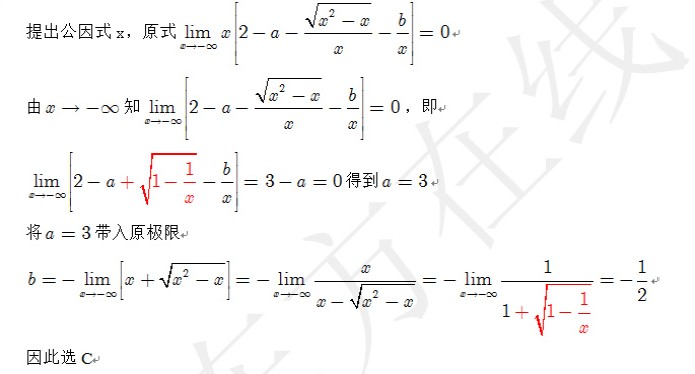 提出公因式 x，原式 \lim_{x \to -\infty} x\left[2-a-\frac{\sqrt{x^2-x}}{x}-\frac{b}{x}\right]=0
由 x \to -\infty 知 \lim_{x \to -\infty}\left[2-a-\frac{\sqrt{x^2-x}}{x}-\frac{b}{x}\right]=0，即
\lim_{x \to -\infty}\left[2-a+\sqrt{1-\frac{1}{x}}-\frac{b}{x}\right]=3-a=0 得到 a=3
将 a=3 带入原极限
b=-\lim_{x \to -\infty}\left[x+\sqrt{x^2-x}\right]=-\lim_{x \to -\infty}\frac{x}{x-\sqrt{x^2-x}}=-\lim_{x \to -\infty}\frac{1}{1+\sqrt{1-\frac{1}{x}}}=-\frac{1}{2}
因此选 C
方在线